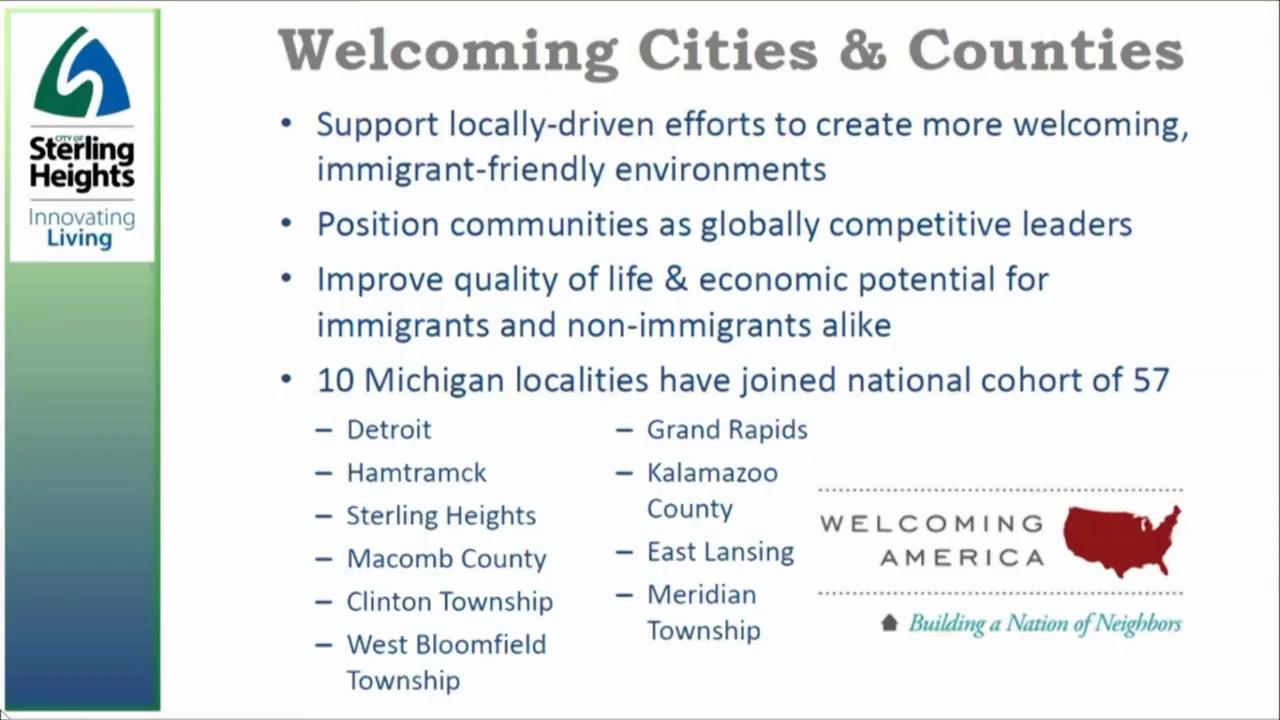 CITY OF
Sterling
Heights
Innovating
Living
Welcoming Cities & Counties
• Support locally-driven efforts to create more welcoming,
immigrant-friendly environments
• Position communities as globally competitive leaders
• Improve quality of life & economic potential for
immigrants and non-immigrants alike
• 10 Michigan localities have joined national cohort of 57
– Detroit
– Hamtramck
– Sterling Heights
– Macomb County
– Clinton Township
– West Bloomfield
Township
– Grand Rapids
– Kalamazoo
County
– East Lansing
– Meridian
Township
WELCOMING
AMERICA
Building a Nation of Neighbors